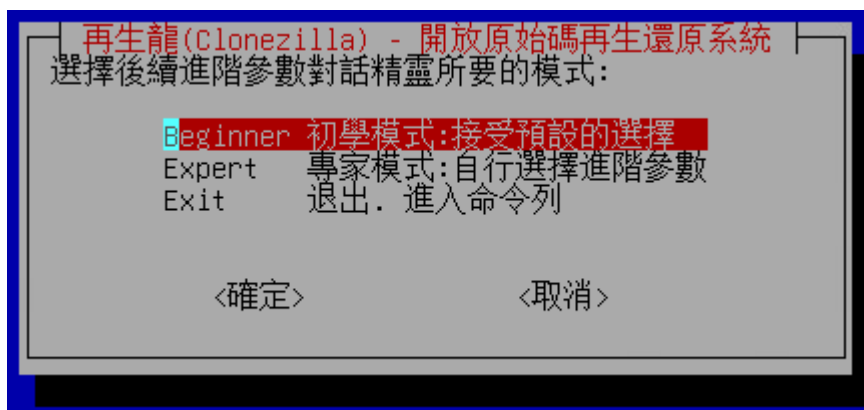 再生龍(Clonezilla) - 開放原始碼再生還原系統
選擇後續進階參數對話精靈所要的模式:
Beginner 初學模式:接受預設的選擇
Expert 專家模式:自行選擇進階參數
Exit 退出. 進入命令列
<確定> <取消>